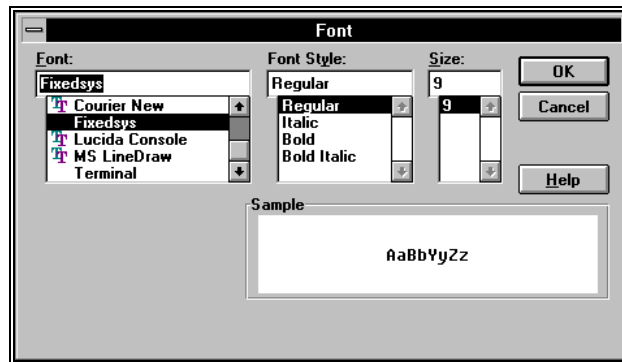 Font
Font:
Font Style:
Size:
Fixedsys
Regular
9
OK
Courier New
Fixedsys
Lucida Console
MS LineDraw
Terminal
Regular
Italic
Bold
Bold Italic
9
Cancel
Help
Sample
AaBbYyZz